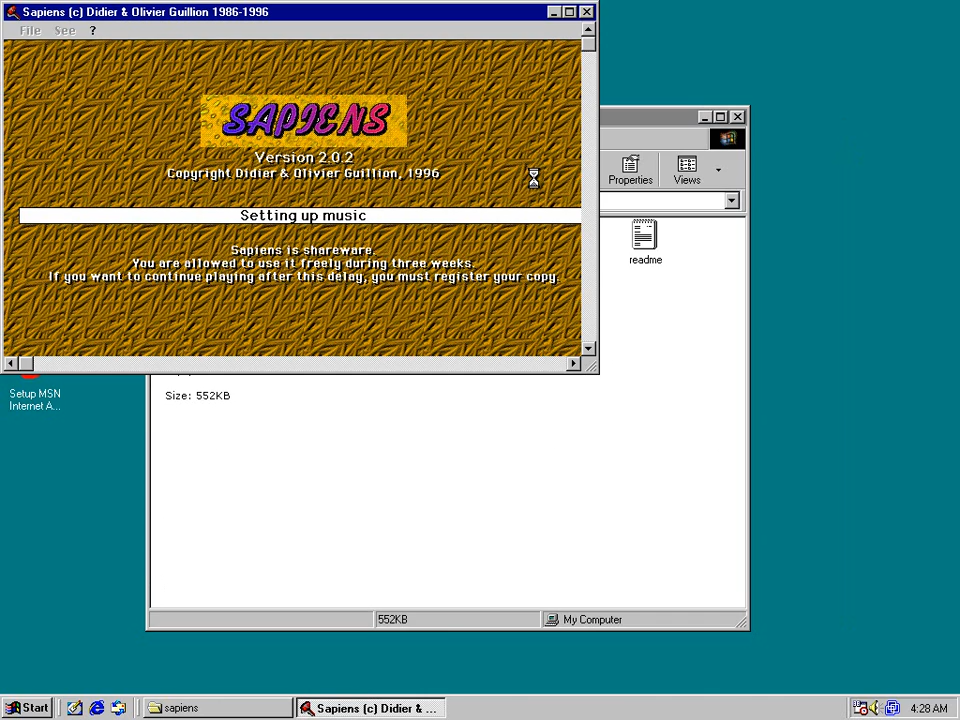 Sapiens (c) Didier & Olivier Guillion 1986-1996
File See ?
SAPIENS
Version 2.0.2
Copyright Didier & Olivier Guillion, 1996
Setting up music
Sapiens is shareware.
You are allowed to use it freely during three weeks.
If you want to continue playing after this delay, you must register your copy.
Properties
Views
readme
Setup MSN
Internet A...
Size: 552KB
552KB
My Computer
Start
sapiens
Sapiens (c) Didier & ...
4:28 AM